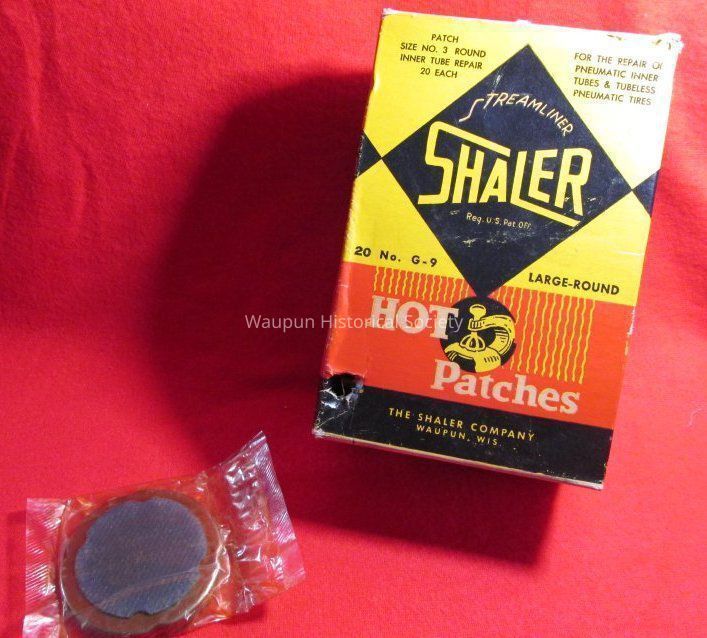 PATCH
SIZE NO. 3 ROUND
INNER TUBE REPAIR
20 EACH
FOR THE REPAIR OF
PNEUMATIC INNER
TUBES & TUBELESS
PNEUMATIC TIRES
STREAMLINER
SHALER
Reg. U.S. Pat. Off.
20 No. G-9
LARGE-ROUND
HOT
Patches
THE SHALER COMPANY
WAUPUN, WIS.
Waupun Historical Society